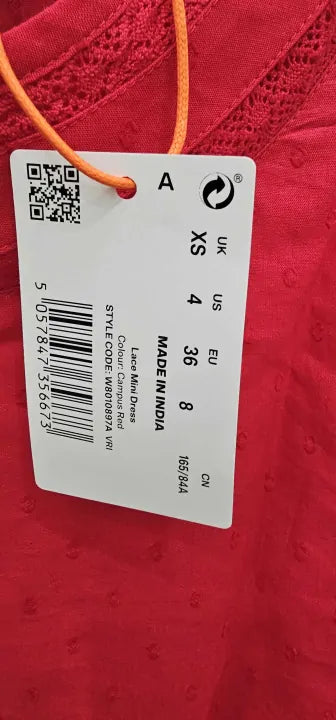 A
®
UK US EU CN
XS 4 36 8 165/84A
MADE IN INDIA
Lace Mini Dress
Colour: Campus Red
STYLE CODE: W8010897A VRI
5 057847 356673